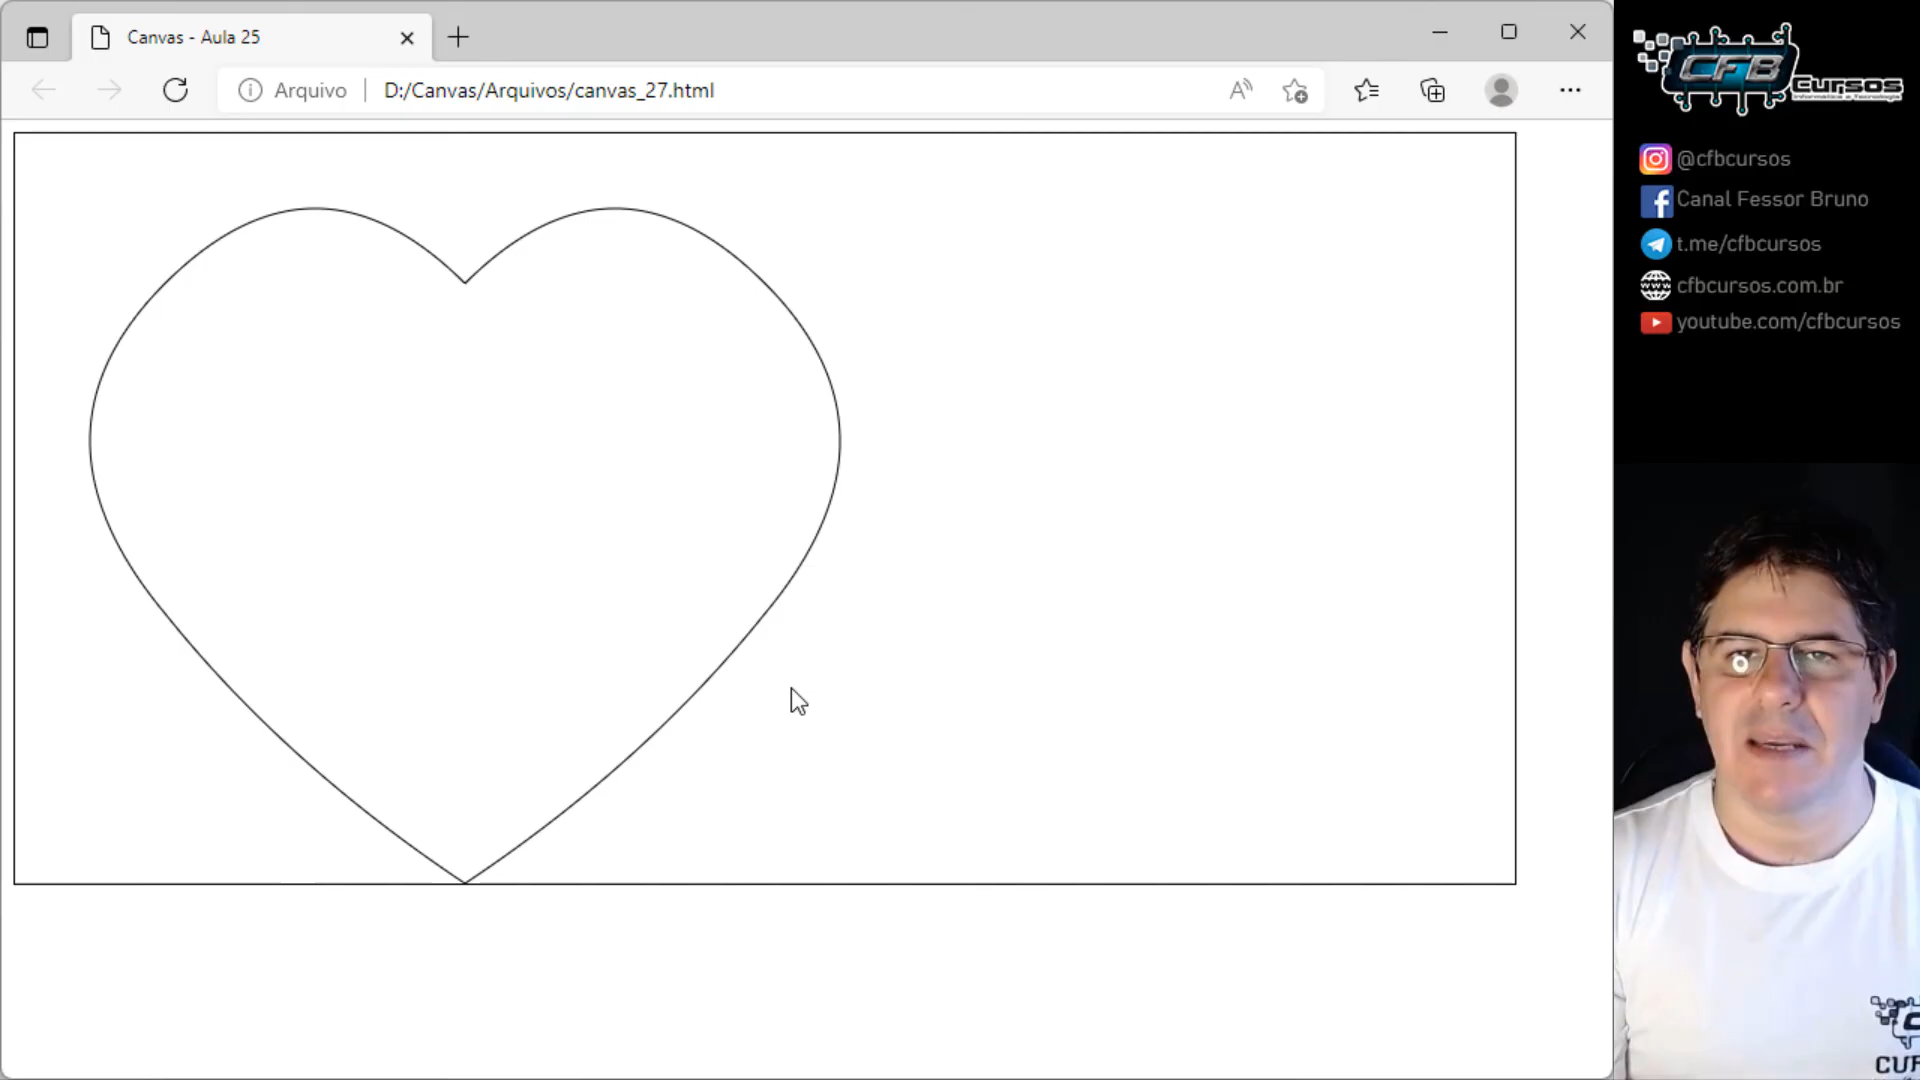 Canvas - Aula 25
Arquivo
D:/Canvas/Arquivos/canvas_27.html
CFB
Cursos
@cfbcursos
Canal Fessor Bruno
t.me/cfbcursos
cfbcursos.com.br
youtube.com/cfbcursos